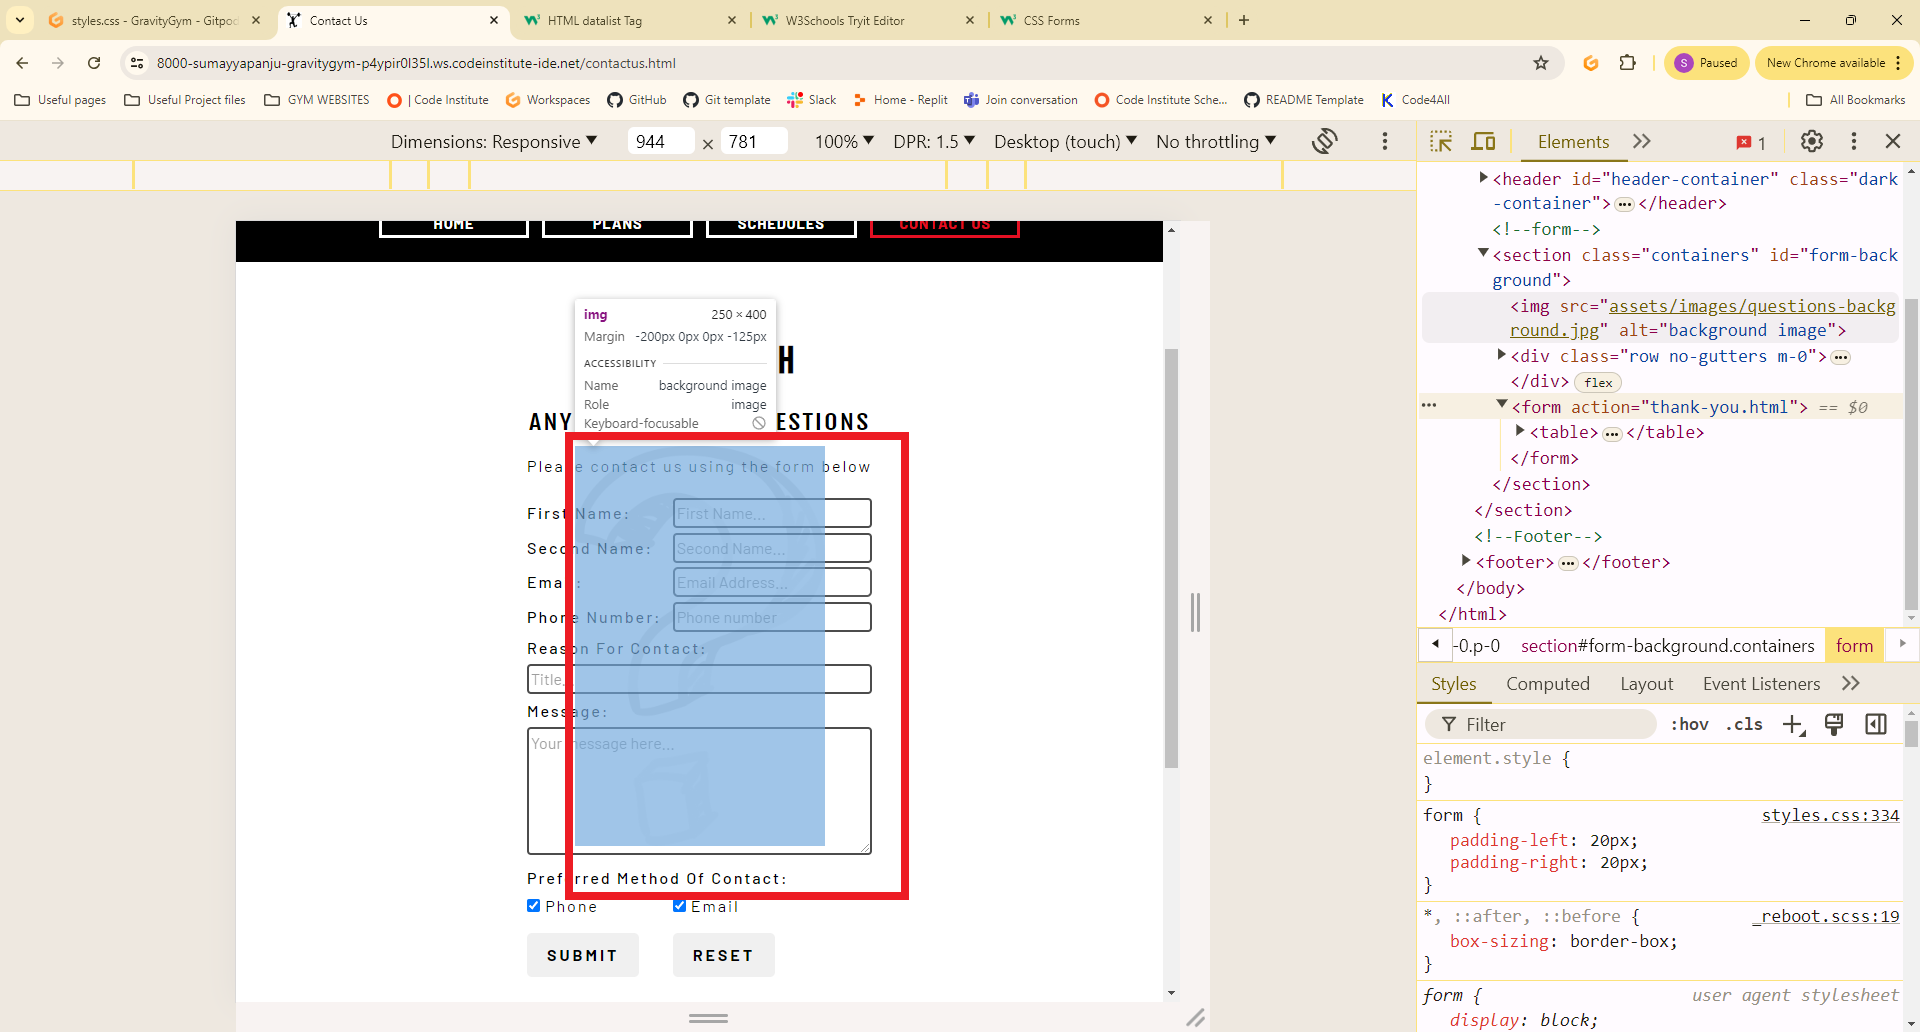 styles.css - GravityGym - Gitpod
Contact Us
HTML datalist Tag
W3Schools Tryit Editor
CSS Forms
8000-sumayyapanju-gravitygym-p4ypir0l35l.ws.codeinstitute-ide.net/contactus.html
S Paused
New Chrome available
Useful pages
Useful Project files
GYM WEBSITES
| Code Institute
Workspaces
GitHub
Git template
Slack
Home - Replit
Join conversation
Code Institute Sche...
README Template
Code4All
All Bookmarks
Dimensions: Responsive
944 × 781
100%
DPR: 1.5
Desktop (touch)
No throttling
HOME
PLANS
SCHEDULES
CONTACT US
img 250 × 400
Margin -200px 0px 0px -125px
ACCESSIBILITY
Name background image
Role image
Keyboard-focusable
H
ANY ESTIONS
Please contact us using the form below
First Name: First Name...
Second Name: Second Name...
Email: Email Address...
Phone Number: Phone number
Reason For Contact:
Title.
Message:
Your message here...
Preferred Method Of Contact:
Phone Email
SUBMIT RESET
Elements
1
<header id="header-container" class="dark
-container"> ••• </header>
<!--form-->
<section class="containers" id="form-back
ground">
<img src="assets/images/questions-backg
round.jpg" alt="background image">
<div class="row no-gutters m-0"> •••
</div> flex
••• <form action="thank-you.html"> == $0
<table> ••• </table>
</form>
</section>
</section>
<!--Footer-->
<footer> ••• </footer>
</body>
</html>
-0.p-0 section#form-background.containers form
Styles Computed Layout Event Listeners
Filter :hov .cls
element.style {
}
form { styles.css:334
padding-left: 20px;
padding-right: 20px;
}
*, ::after, ::before { _reboot.scss:19
box-sizing: border-box;
}
form { user agent stylesheet
display: block;